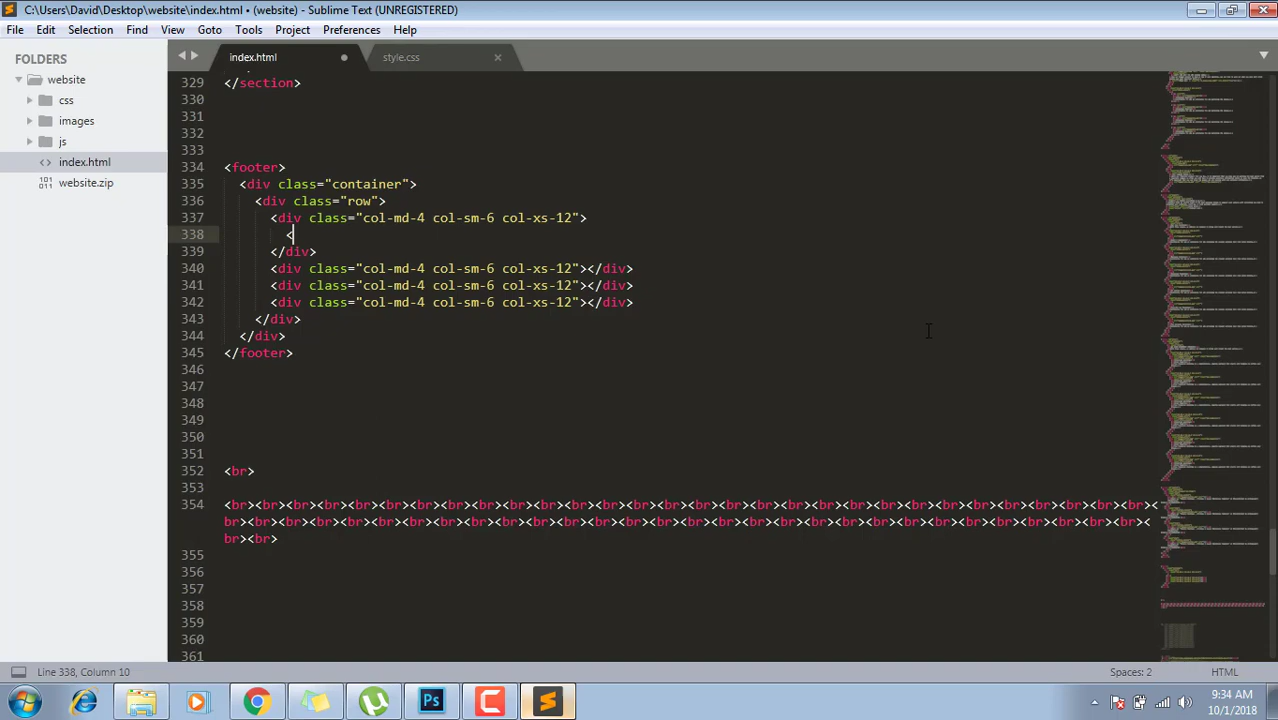 C:\Users\David\Desktop\website\index.html • (website) - Sublime Text (UNREGISTERED)
File Edit Selection Find View Goto Tools Project Preferences Help
FOLDERS
website
css
images
js
<> index.html
website.zip
index.html
style.css
329 </section>
330
331
332
333
334 <footer>
335 <div class="container">
336 <div class="row">
337 <div class="col-md-4 col-sm-6 col-xs-12">
338 <
339 </div>
340 <div class="col-md-4 col-sm-6 col-xs-12"></div>
341 <div class="col-md-4 col-sm-6 col-xs-12"></div>
342 <div class="col-md-4 col-sm-6 col-xs-12"></div>
343 </div>
344 </div>
345 </footer>
346
347
348
349
350
351
352 <br>
353
354 <br><br><br><br><br><br><br><br><br><br><br><br><br><br><br><br><br><br><br><br><br><br><br><br><br><br><br><br><br><br><
br><br><br><br><br><br><br><br><br><br><br><br><br><br><br><br><br><br><br><br><br><br><br><br><br><br><br><br><br><br><
br><br>
355
356
357
358
359
360
361
Line 338, Column 10
Spaces: 2
HTML
9:34 AM
10/1/2018